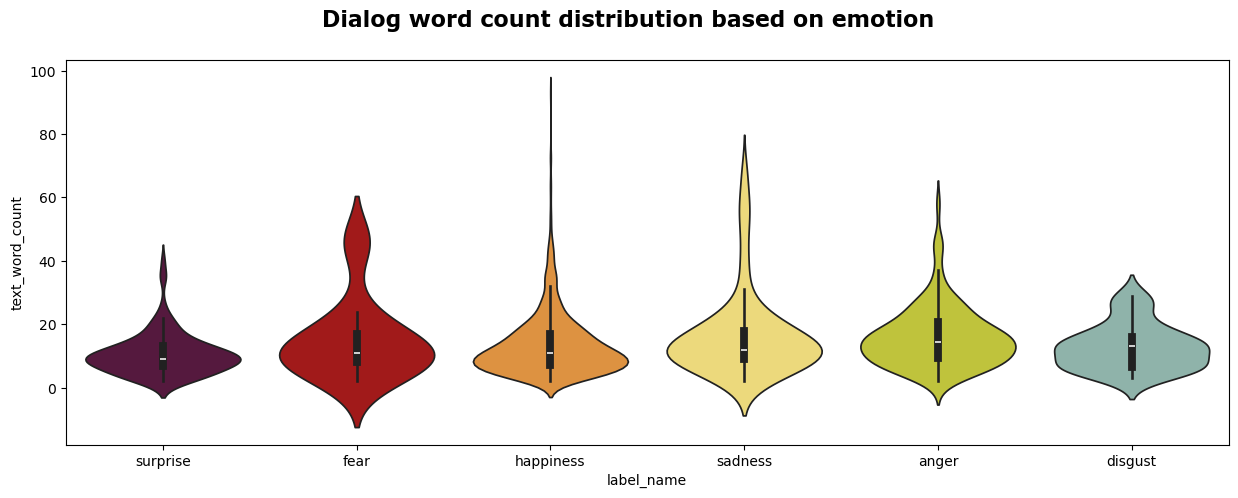 Dialog word count distribution based on emotion
text_word_count
100
80
60
40
20
0
surprise fear happiness sadness anger disgust
label_name